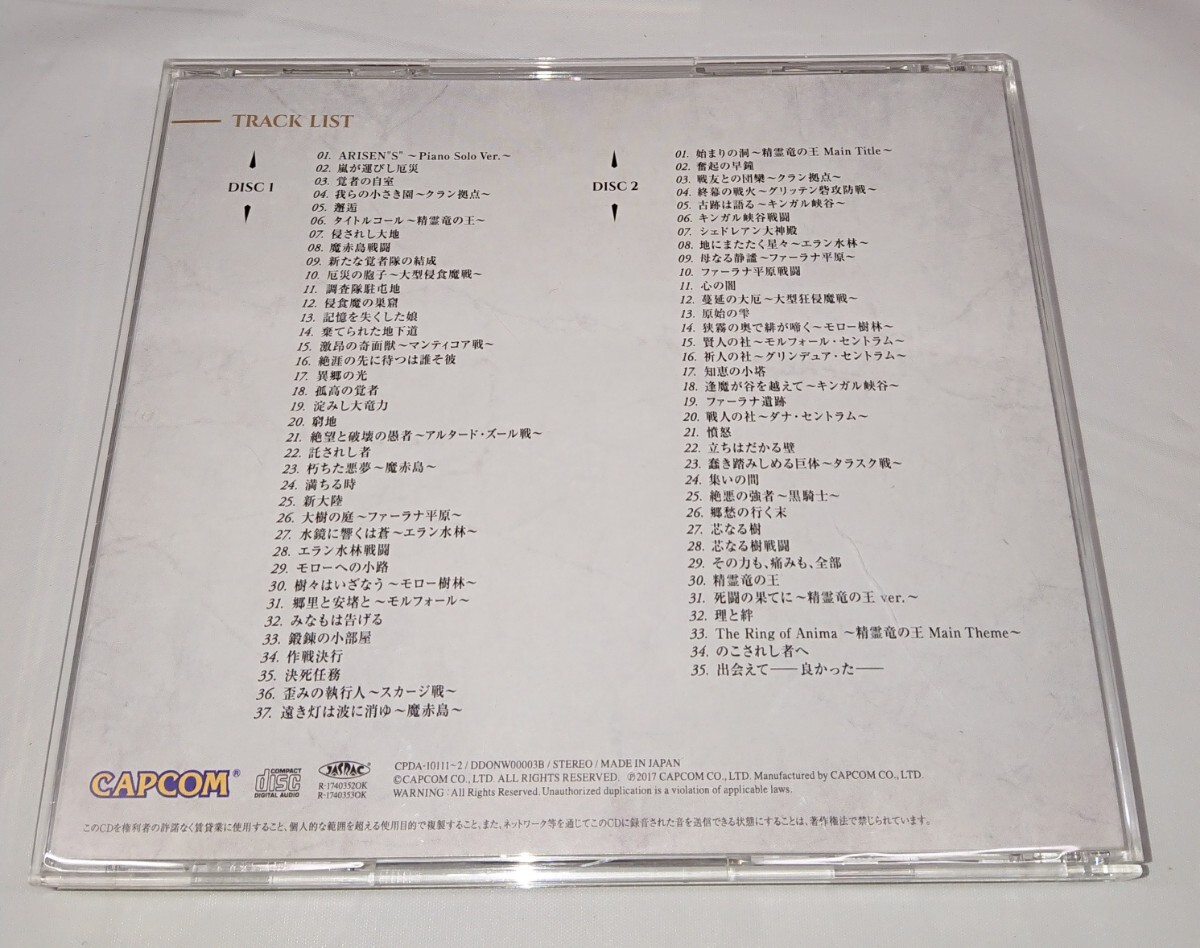 TRACK LIST
DISC 1
01. ARISEN"S" ～Piano Solo Ver.～
02. 嵐が運びし厄災
03. 覚者の自室
04. 我らの小さき園～クラン拠点～
05. 邂逅
06. タイトルコール～精霊竜の王～
07. 侵されし大地
08. 魔赤島戦闘
09. 新たな覚者隊の結成
10. 厄災の胞子～大型侵食魔戦～
11. 調査隊駐屯地
12. 侵食魔の巣窟
13. 記憶を失くした娘
14. 棄てられた地下道
15. 激昂の奇面獣～マンティコア戦～
16. 絶涯の先に待つは誰そ彼
17. 異郷の光
18. 孤高の覚者
19. 淀みし大竜力
20. 窮地
21. 絶望と破壊の愚者～アルタード・ズール戦～
22. 託されし者
23. 朽ちた悪夢～魔赤島～
24. 満ちる時
25. 新大陸
26. 大樹の庭～ファーラナ平原～
27. 水鏡に響くは蒼～エラン水林～
28. エラン水林戦闘
29. モローへの小路
30. 樹々はいざなう～モロー樹林～
31. 郷里と安堵と～モルフォール～
32. みなもは告げる
33. 鍛錬の小部屋
34. 作戦決行
35. 決死任務
36. 歪みの執行人～スカージ戦～
37. 遠き灯は波に消ゆ～魔赤島～
DISC 2
01. 始まりの洞～精霊竜の王 Main Title～
02. 奮起の早鐘
03. 戦友との団欒～クラン拠点～
04. 終幕の戦火～グリッテン砦攻防戦～
05. 古跡は語る～キンガル峡谷～
06. キンガル峡谷戦闘
07. シェドレアン大神殿
08. 地にまたたく星々～エラン水林～
09. 母なる静謐～ファーラナ平原～
10. ファーラナ平原戦闘
11. 心の闇
12. 蔓延の大厄～大型狂侵魔戦～
13. 原始の雫
14. 狭霧の奥で緋が啼く～モロー樹林～
15. 賢人の社～モルフォール・セントラム～
16. 祈人の社～グリンデュア・セントラム～
17. 知恵の小塔
18. 逢魔が谷を越えて～キンガル峡谷～
19. ファーラナ遺跡
20. 戦人の社～ダナ・セントラム～
21. 憤怒
22. 立ちはだかる壁
23. 蠢き踏みしめる巨体～タラスク戦～
24. 集いの間
25. 絶悪の強者～黒騎士～
26. 郷愁の行く末
27. 芯なる樹
28. 芯なる樹戦闘
29. その力も、痛みも、全部
30. 精霊竜の王
31. 死闘の果てに～精霊竜の王 ver.～
32. 理と絆
33. The Ring of Anima ～精霊竜の王 Main Theme～
34. のこされし者へ
35. 出会えて――良かった――
CAPCOM®
COMPACT disc DIGITAL AUDIO
JASRAC
R-1740352OK
R-1740353OK
CPDA-10111~2 / DDONW00003B / STEREO / MADE IN JAPAN
©CAPCOM CO., LTD. ALL RIGHTS RESERVED. ℗2017 CAPCOM CO., LTD. Manufactured by CAPCOM CO., LTD.
WARNING : All Rights Reserved. Unauthorized duplication is a violation of applicable laws.
このCDを権利者の許諾なく賃貸業に使用すること、個人的な範囲を超える使用目的で複製すること、また、ネットワーク等を通じてこのCDに録音された音を送信できる状態にすることは、著作権法で禁じられています。